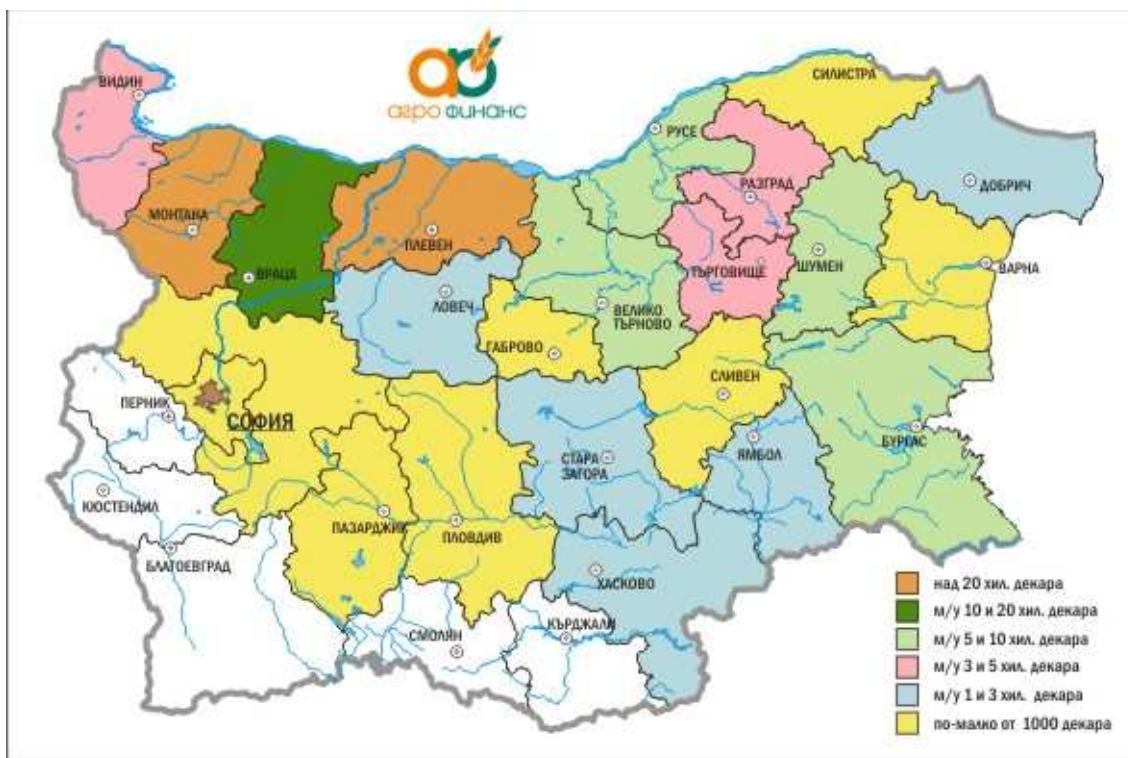 агро финанс
ВИДИН
СИЛИСТРА
РУСЕ
ДОБРИЧ
РАЗГРАД
МОНТАНА
ПЛЕВЕН
ШУМЕН
ВАРНА
ВРАЦА
ТЪРГОВИЩЕ
ЛОВЕЧ
ВЕЛИКО
ТЪРНОВО
ГАБРОВО
СЛИВЕН
ПЕРНИК
СОФИЯ
БУРГАС
ЯМБОЛ
СТАРА
ЗАГОРА
КЮСТЕНДИЛ
ПАЗАРДЖИК
ПЛОВДИВ
БЛАГОЕВГРАД
ХАСКОВО
СМОЛЯН
КЪРДЖАЛИ
над 20 хил. декара
м/у 10 и 20 хил. декара
м/у 5 и 10 хил. декара
м/у 3 и 5 хил. декара
м/у 1 и 3 хил. декара
по-малко от 1000 декара